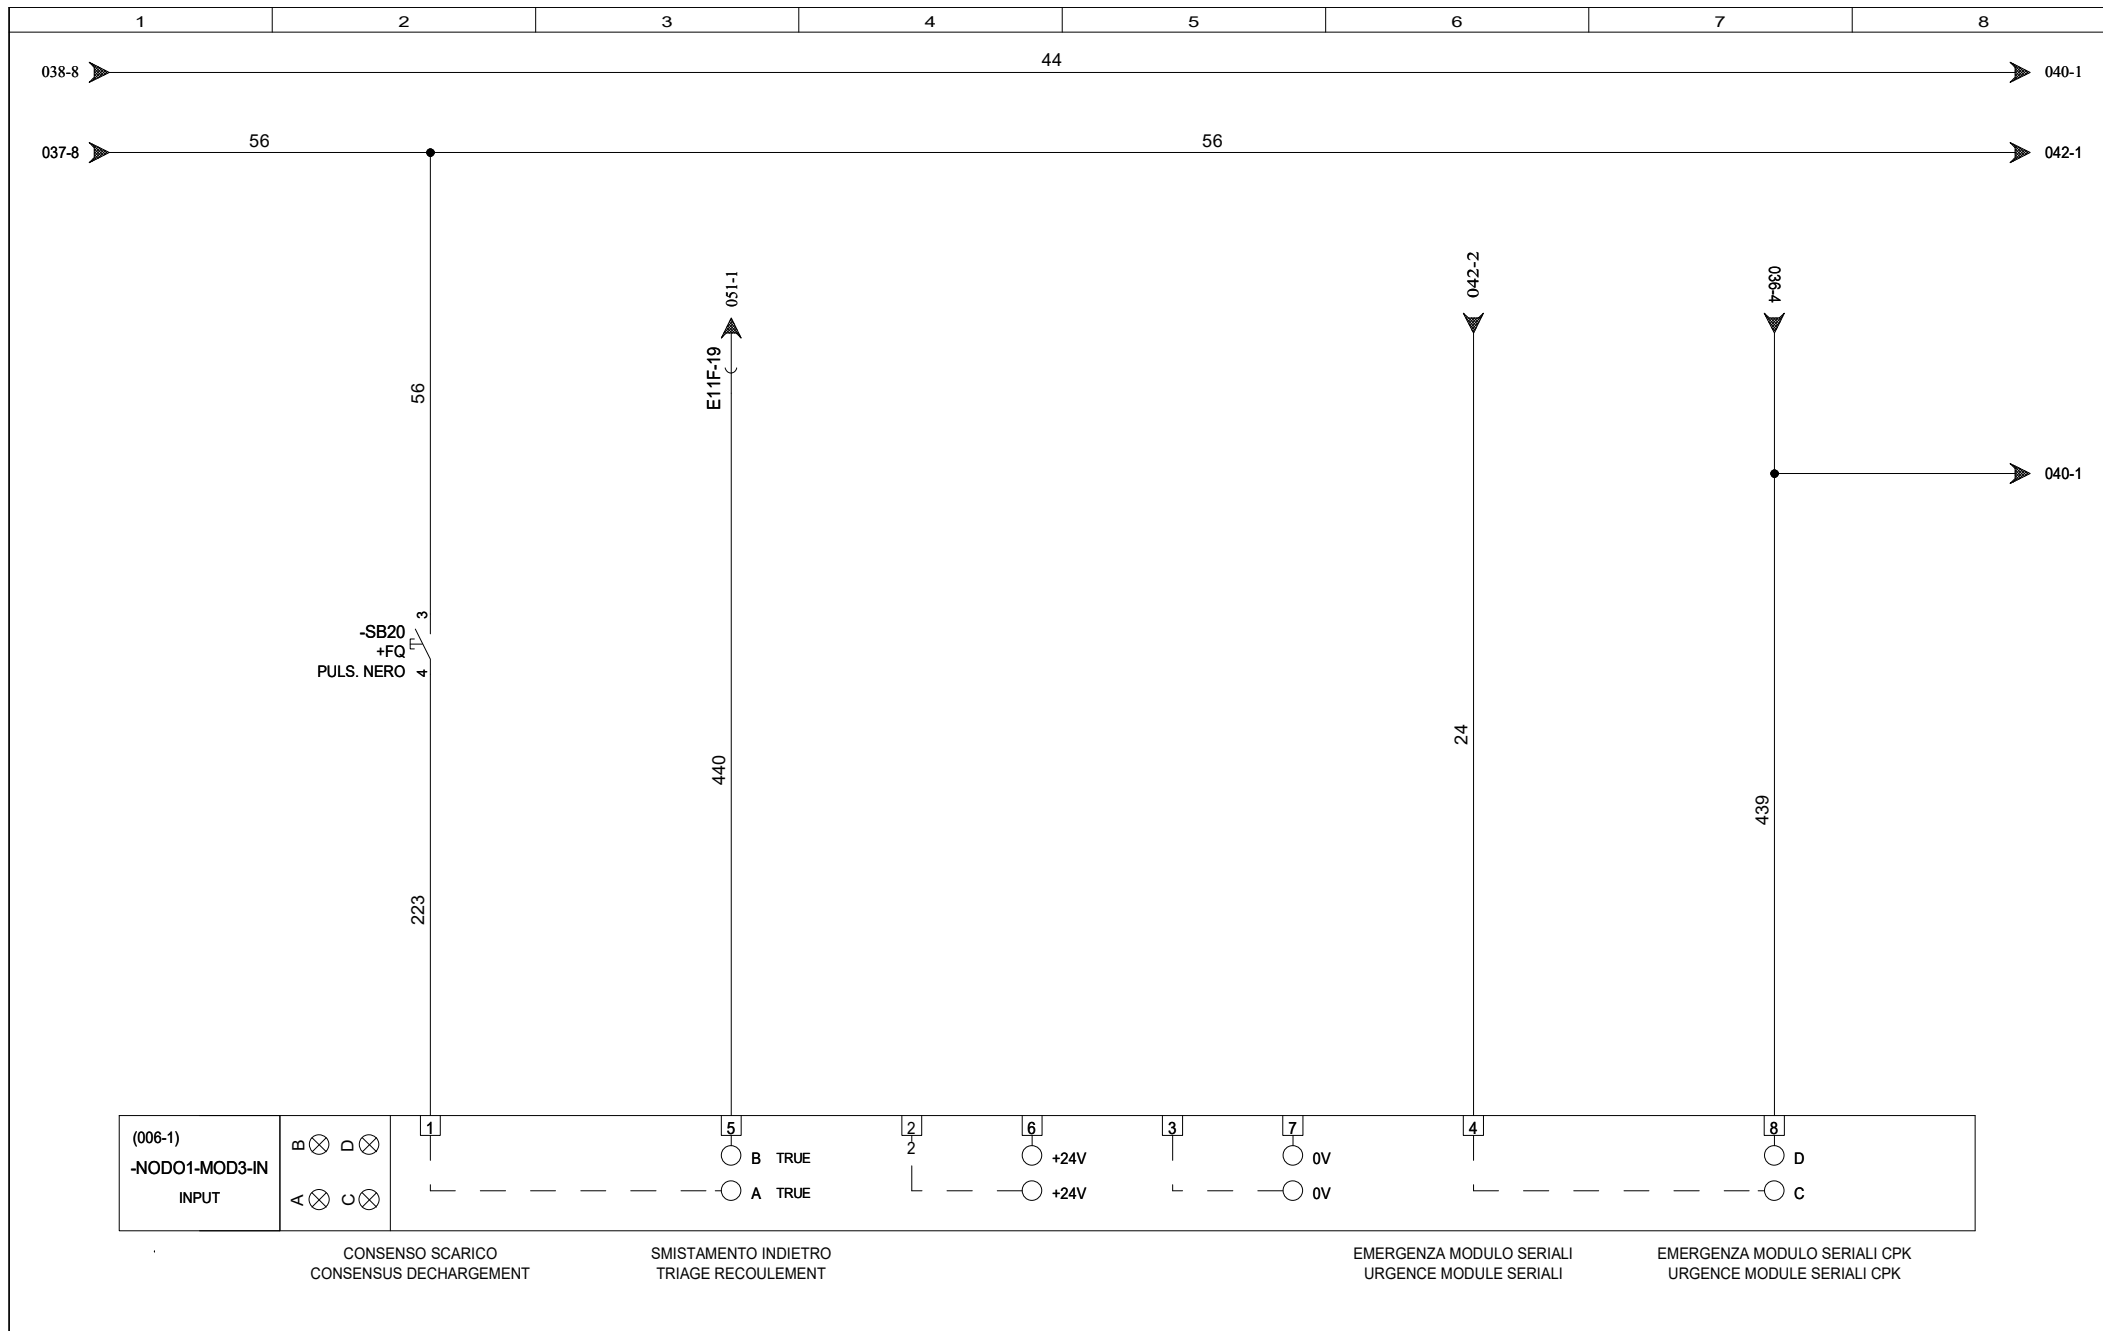 1 2 3 4 5 6 7 8
44
038-8 040-1
56 56
037-8 042-1
051-1
042-2
036-4
E11F-19
56
040-1
3
-SB20
+FQ
PULS. NERO 4
24
440
439
223
(006-1)
-NODO1-MOD3-IN
INPUT
B D
A C
1 5 2 6 3 7 4 8
2
B TRUE +24V 0V D
A TRUE +24V 0V C
CONSENSO SCARICO SMISTAMENTO INDIETRO EMERGENZA MODULO SERIALI EMERGENZA MODULO SERIALI CPK
CONSENSUS DECHARGEMENT TRIAGE RECOULEMENT URGENCE MODULE SERIALI URGENCE MODULE SERIALI CPK